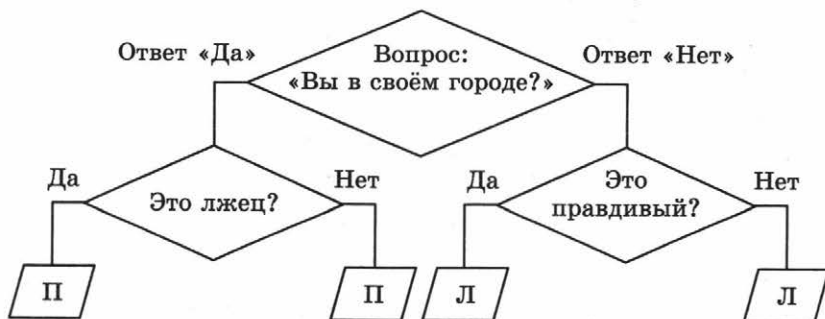 Ответ «Да»
Вопрос:
«Вы в своём городе?»
Ответ «Нет»
Да
Это лжец?
Нет
Да
Это
правдивый?
Нет
П
П
Л
Л